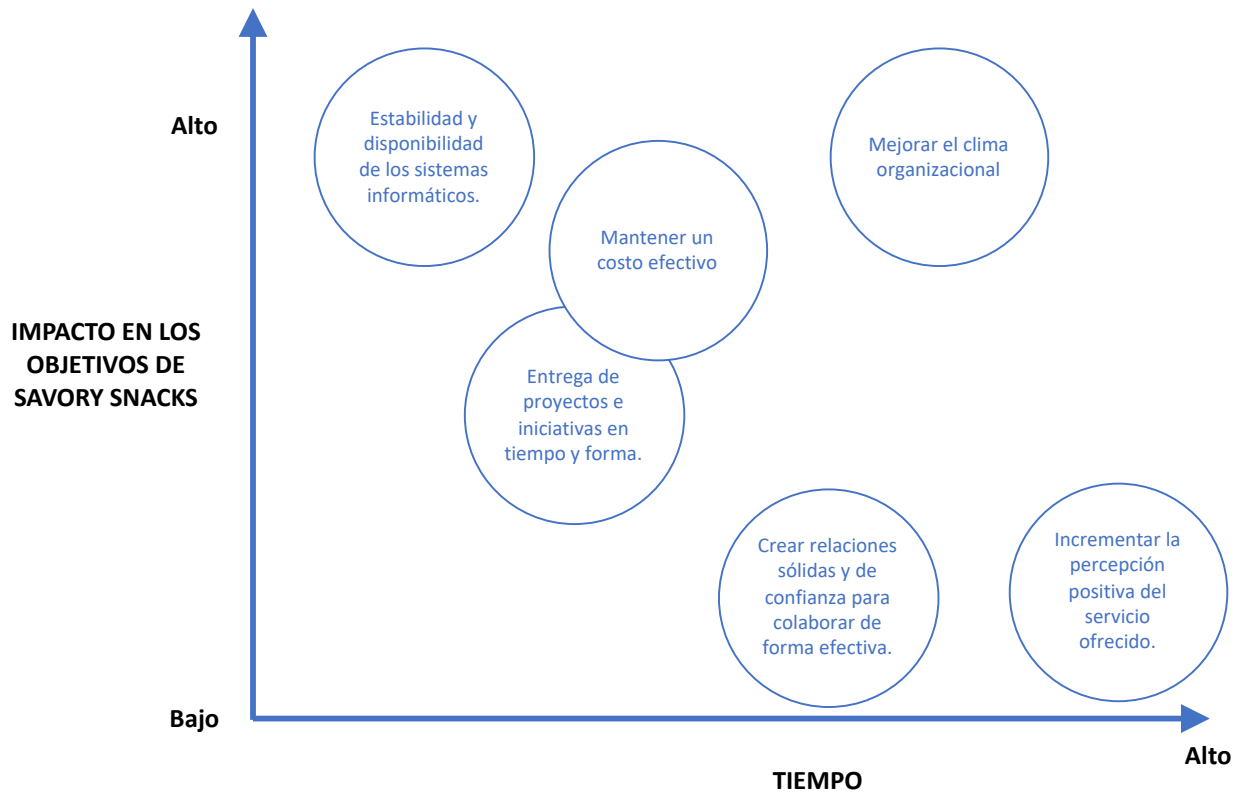 Alto
Estabilidad y
disponibilidad
de los sistemas
informáticos.
Mejorar el clima
organizacional
Mantener un
costo efectivo
IMPACTO EN LOS
OBJETIVOS DE
SAVORY SNACKS
Entrega de
proyectos e
iniciativas en
tiempo y forma.
Crear relaciones
sólidas y de
confianza para
colaborar de
forma efectiva.
Incrementar la
percepción
positiva del
servicio
ofrecido.
Bajo
Alto
TIEMPO